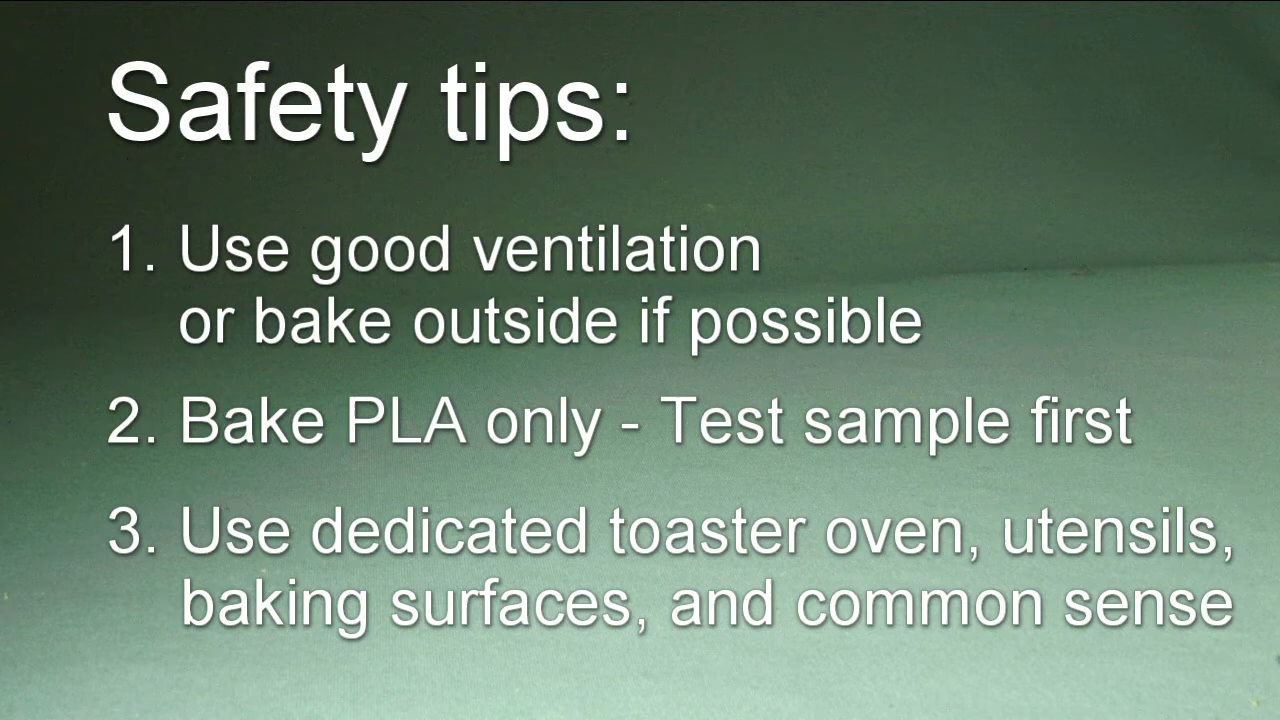 Safety tips:
1. Use good ventilation
or bake outside if possible
2. Bake PLA only - Test sample first
3. Use dedicated toaster oven, utensils,
baking surfaces, and common sense